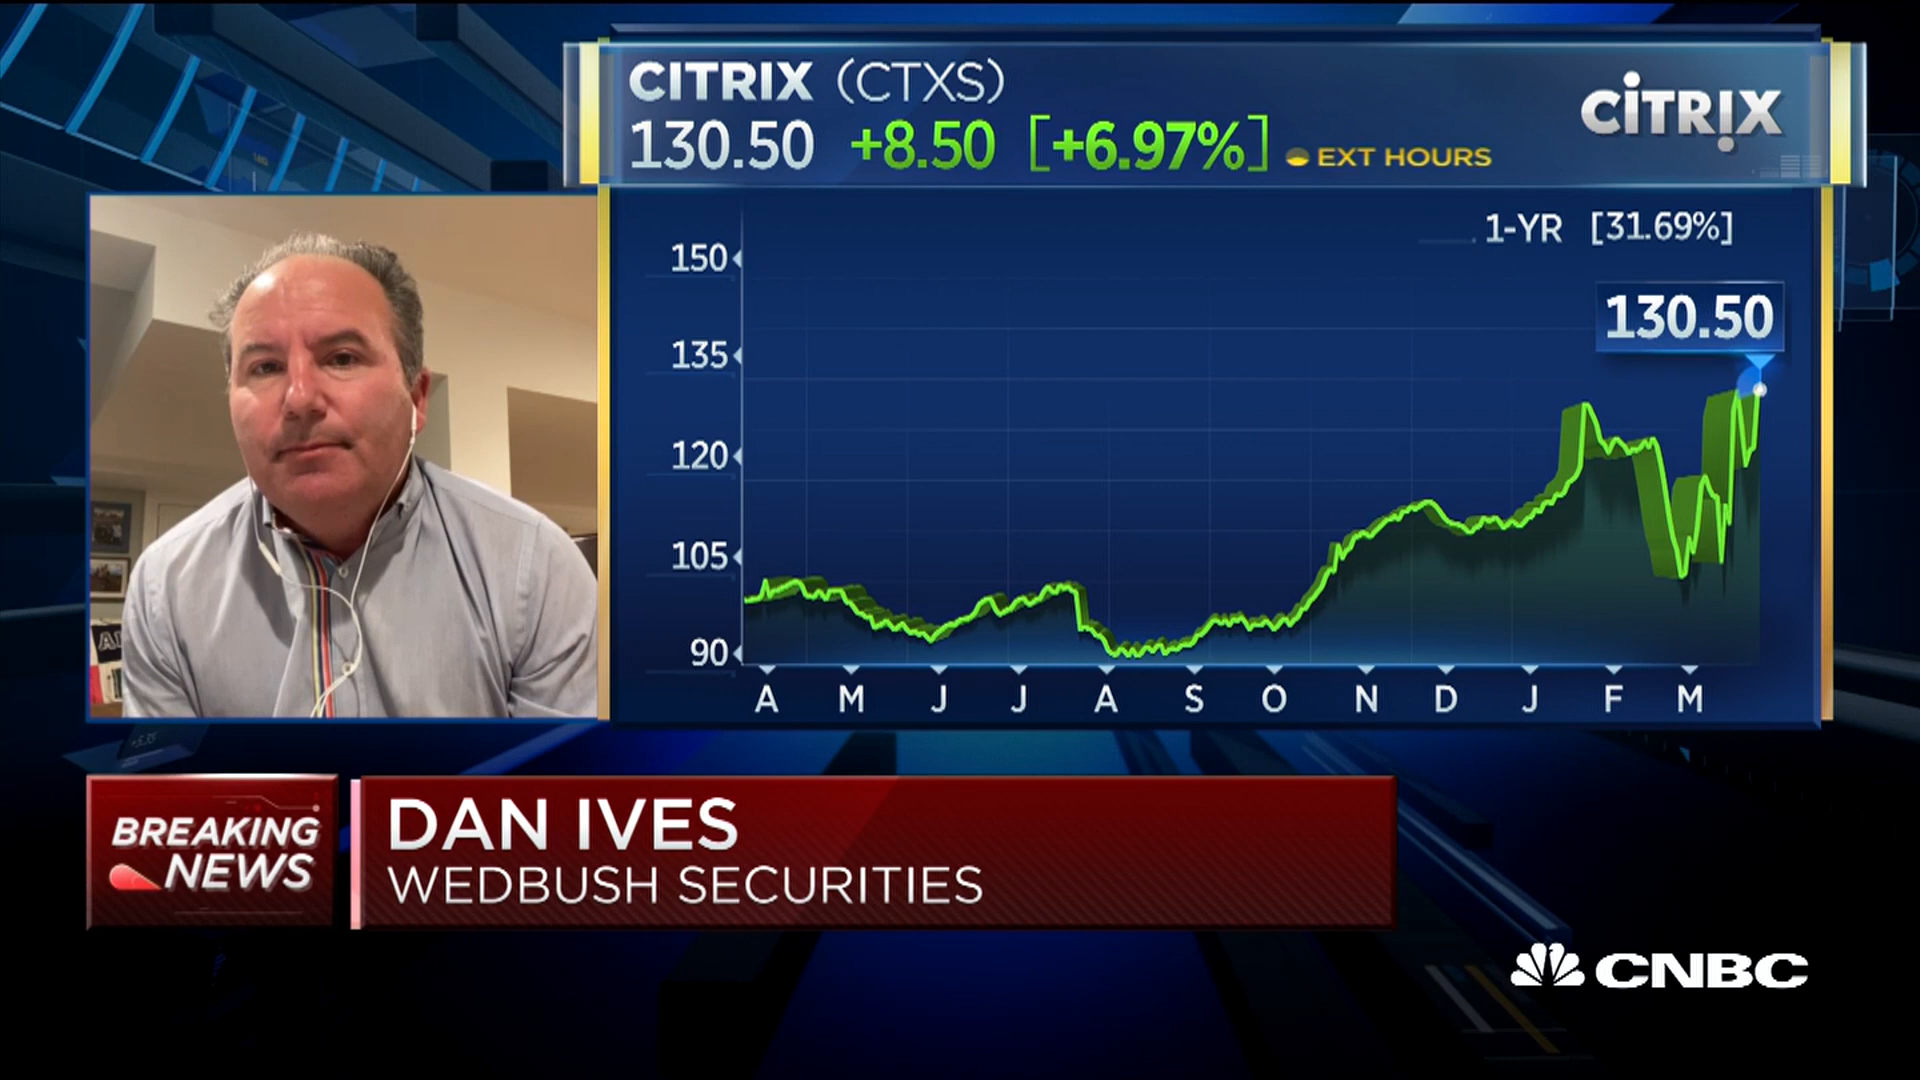 CITRIX (CTXS)
130.50 +8.50 [+6.97%] EXT HOURS
CITRIX
1-YR [31.69%]
130.50
150
135
120
105
90
A M J J A S O N D J F M
BREAKING
NEWS
DAN IVES
WEDBUSH SECURITIES
CNBC